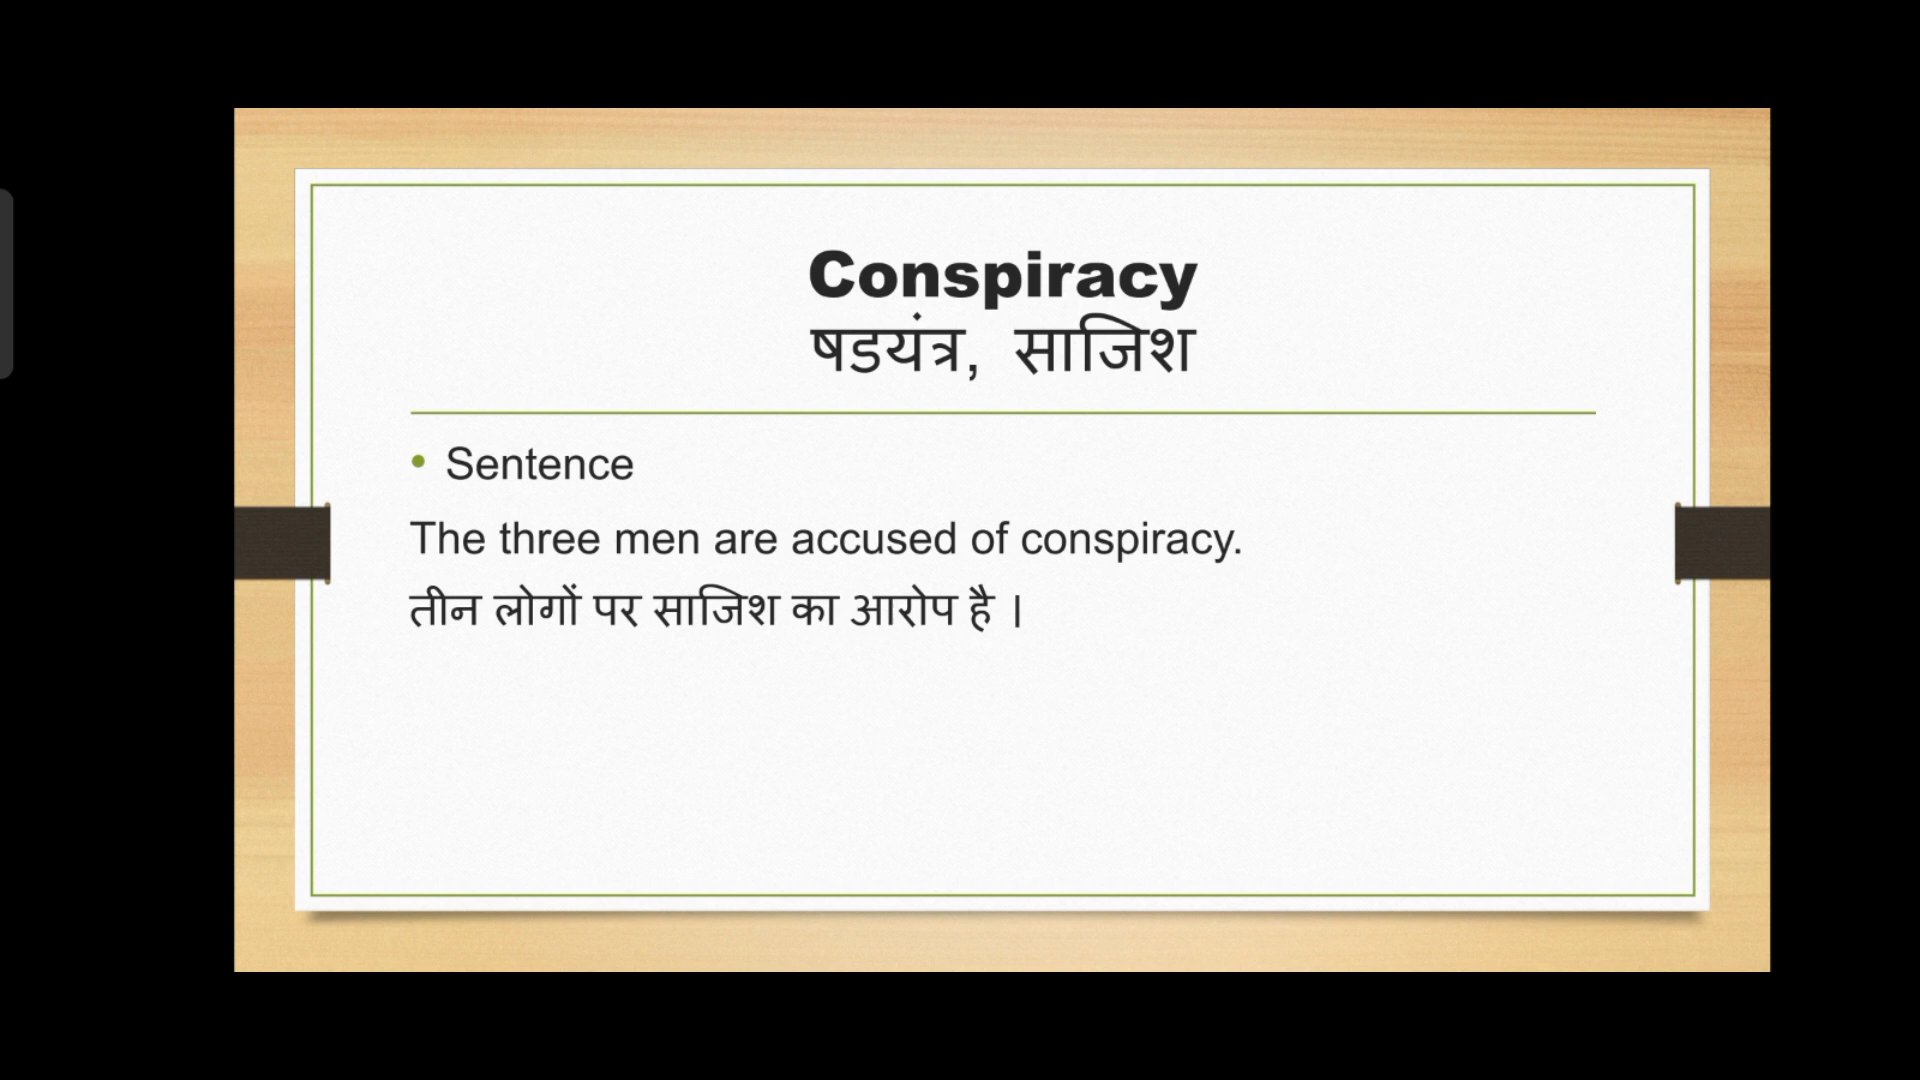 Conspiracy
षडयंत्र, साजिश
• Sentence
The three men are accused of conspiracy.
तीन लोगों पर साजिश का आरोप है ।